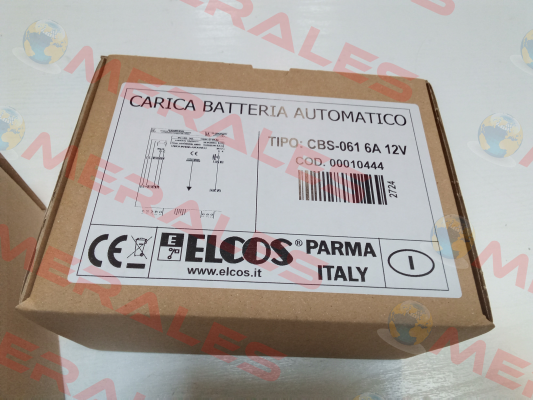 CARICA BATTERIA AUTOMATICO
TIPO: CBS-061 6A 12V
COD. 00010444
2724
CE
E
ELCOS® PARMA
www.elcos.it
ITALY
I
MERALES